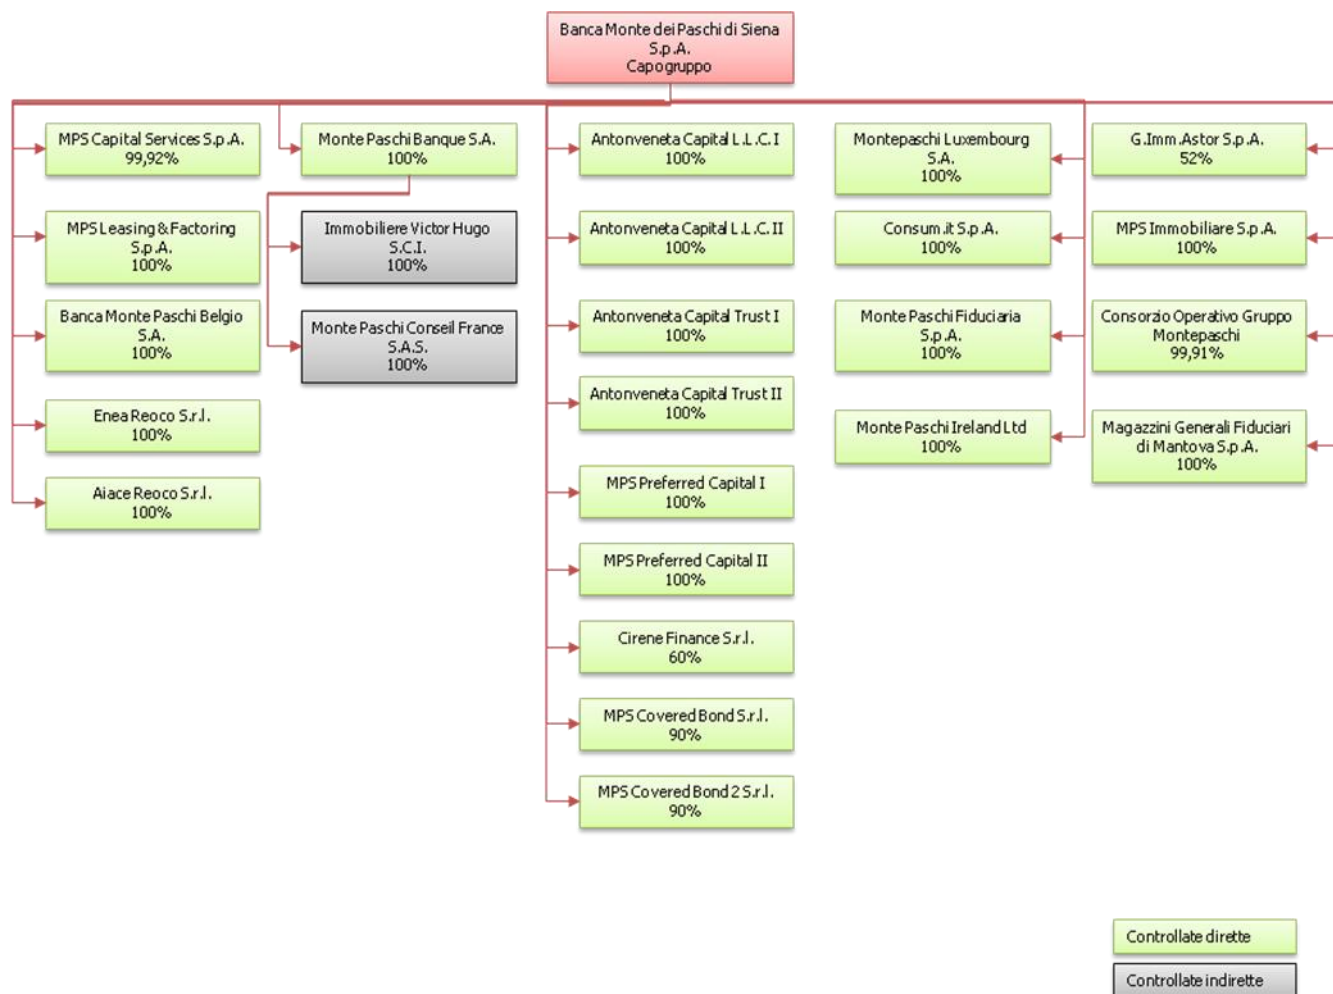 Banca Monte dei Paschi di Siena
S.p.A.
Capogruppo
MPS Capital Services S.p.A.
99,92%
MPS Leasing & Factoring
S.p.A.
100%
Banca Monte Paschi Belgio
S.A.
100%
Enea Reoco S.r.l.
100%
Aiace Reoco S.r.l.
100%
Monte Paschi Banque S.A.
100%
Immobiliere Victor Hugo
S.C.I.
100%
Monte Paschi Conseil France
S.A.S.
100%
Antonveneta Capital L.L.C. I
100%
Antonveneta Capital L.L.C. II
100%
Antonveneta Capital Trust I
100%
Antonveneta Capital Trust II
100%
MPS Preferred Capital I
100%
MPS Preferred Capital II
100%
Cirene Finance S.r.l.
60%
MPS Covered Bond S.r.l.
90%
MPS Covered Bond 2 S.r.l.
90%
Montepaschi Luxembourg
S.A.
100%
Consum.it S.p.A.
100%
Monte Paschi Fiduciaria
S.p.A.
100%
Monte Paschi Ireland Ltd
100%
G.Imm.Astor S.p.A.
52%
MPS Immobiliare S.p.A.
100%
Consorzio Operativo Gruppo
Montepaschi
99,91%
Magazzini Generali Fiduciari
di Mantova S.p.A.
100%
Controllate dirette
Controllate indirette